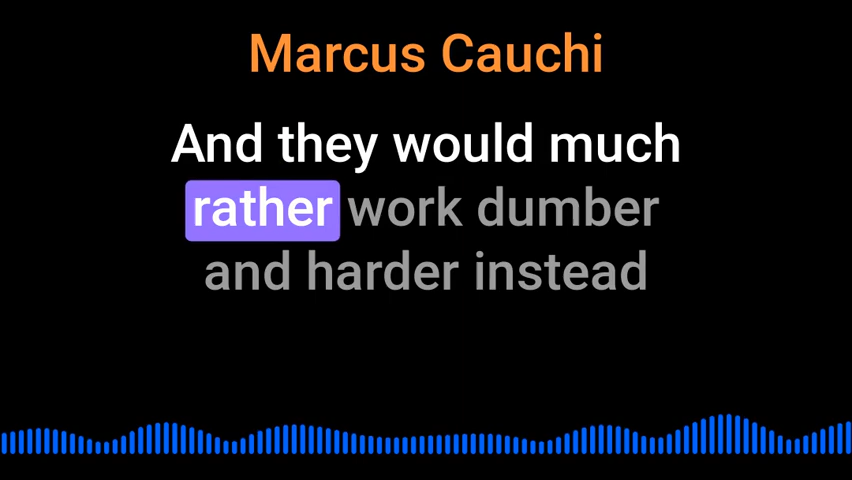 Marcus Cauchi
And they would much
rather work dumber
and harder instead